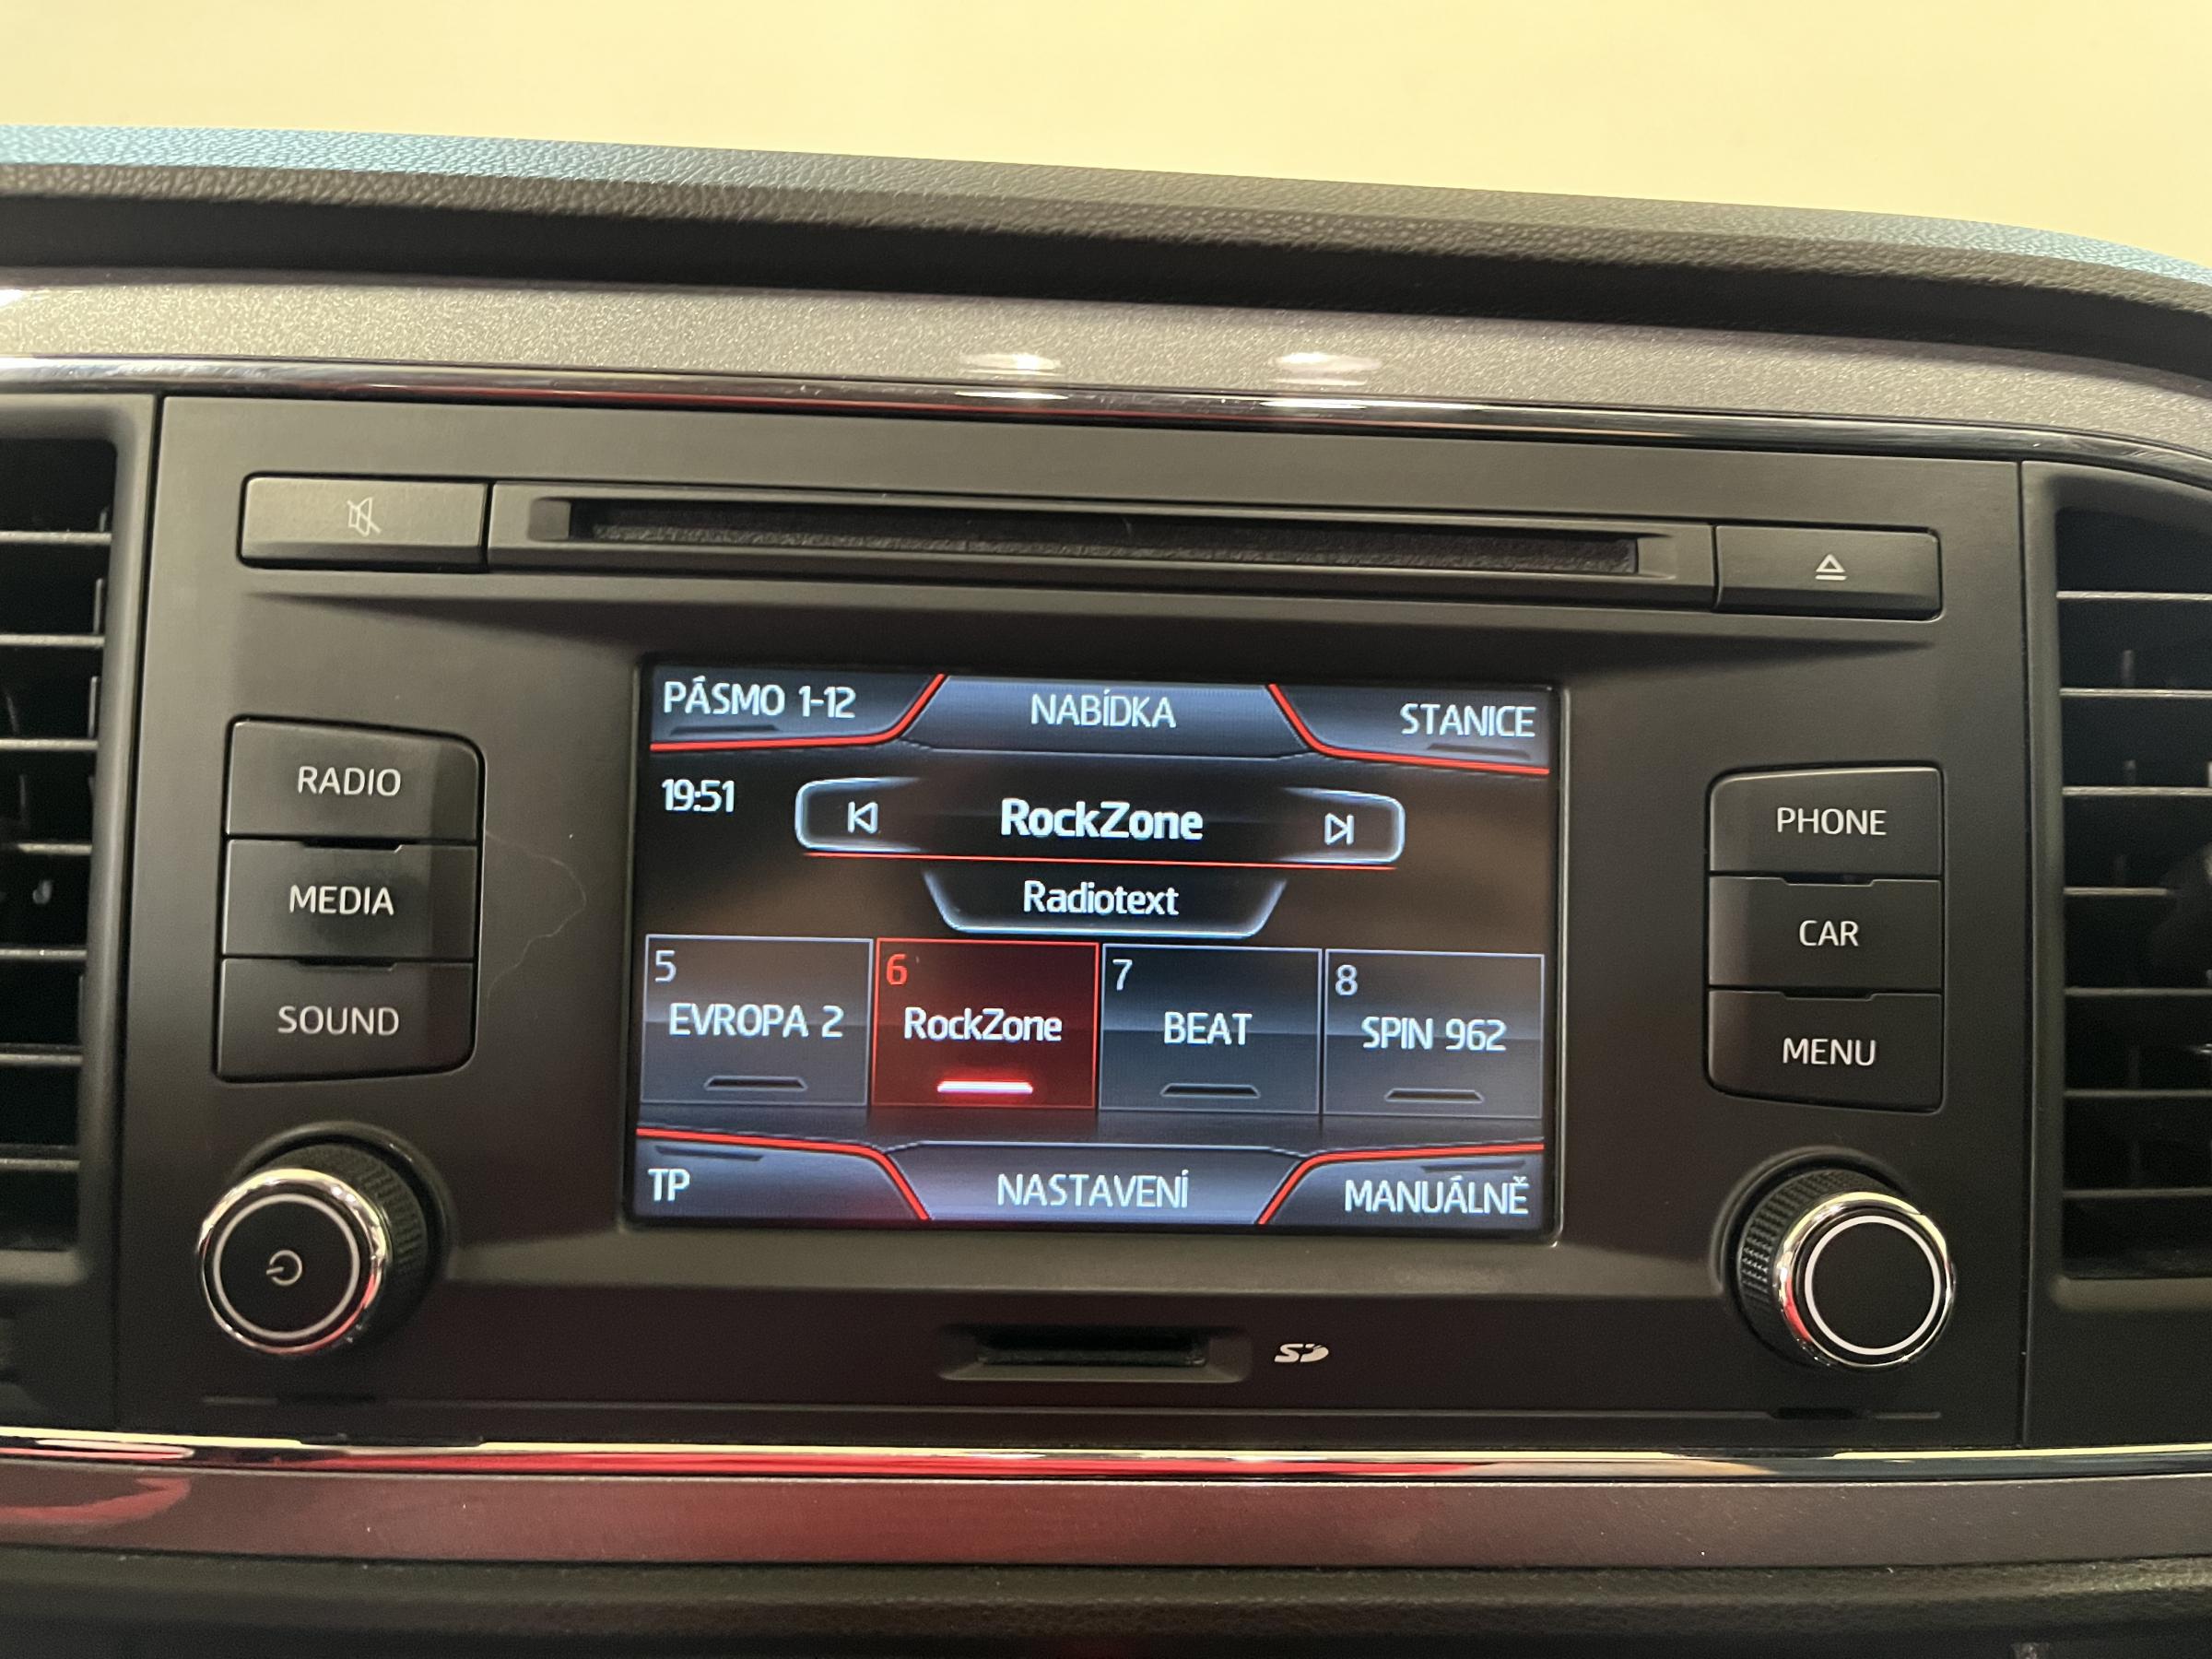 PÁSMO 1-12
NABÍDKA
STANICE
RADIO
MEDIA
SOUND
19:51
RockZone
Radiotext
5
EVROPA 2
6
RockZone
7
BEAT
8
SPIN 962
TP
NASTAVENÍ
MANUÁLNĚ
PHONE
CAR
MENU
SD